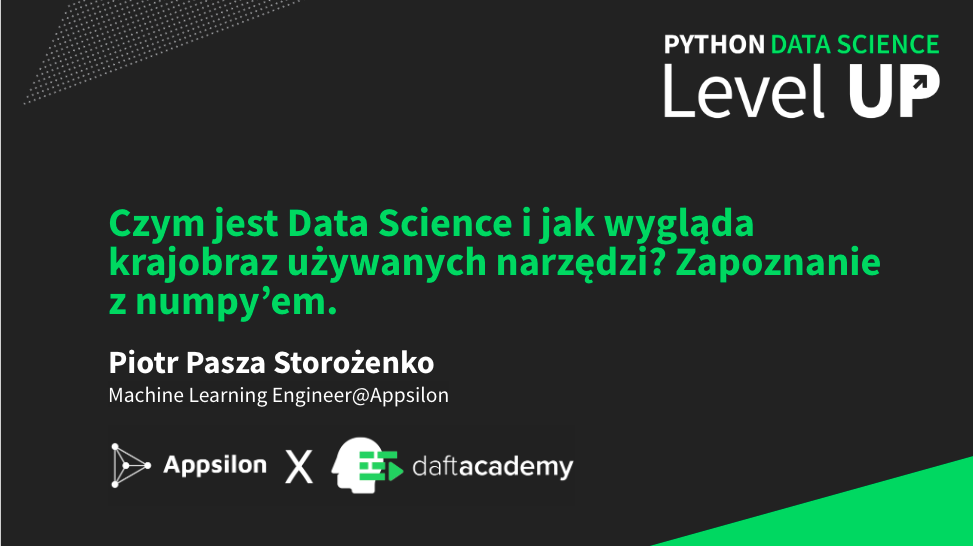 PYTHON DATA SCIENCE
Level UP
Czym jest Data Science i jak wygląda
krajobraz używanych narzędzi? Zapoznanie
z numpy’em.
Piotr Pasza Storożenko
Machine Learning Engineer@Appsilon
Appsilon X daftacademy